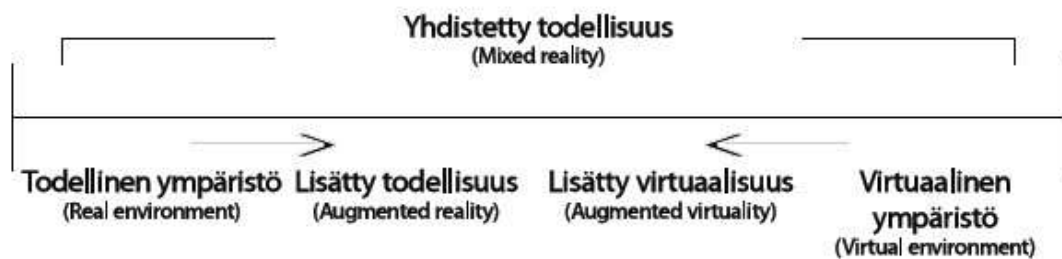 Yhdistetty todellisuus
(Mixed reality)
Todellinen ympäristö
(Real environment)
Lisätty todellisuus
(Augmented reality)
Lisätty virtuaalisuus
(Augmented virtuality)
Virtuaalinen
ympäristö
(Virtual environment)